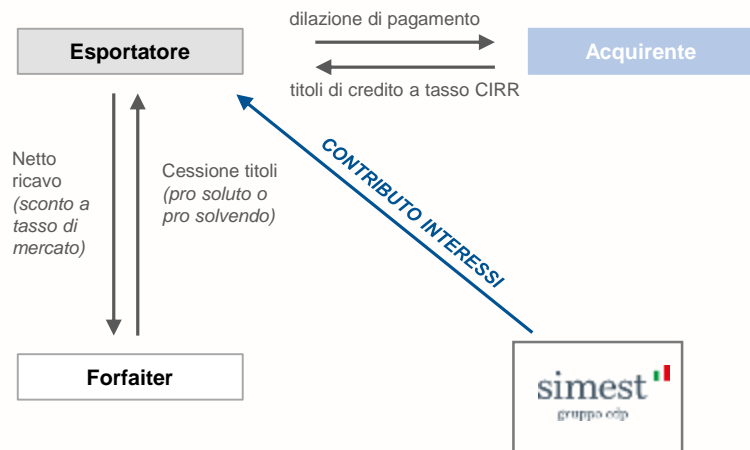 dilazione di pagamento
Esportatore
Acquirente
titoli di credito a tasso CIRR
Netto
ricavo
(sconto a
tasso di
mercato)
Cessione titoli
(pro soluto o
pro solvendo)
CONTRIBUTO INTERESSI
Forfaiter
simest
gruppo cdp